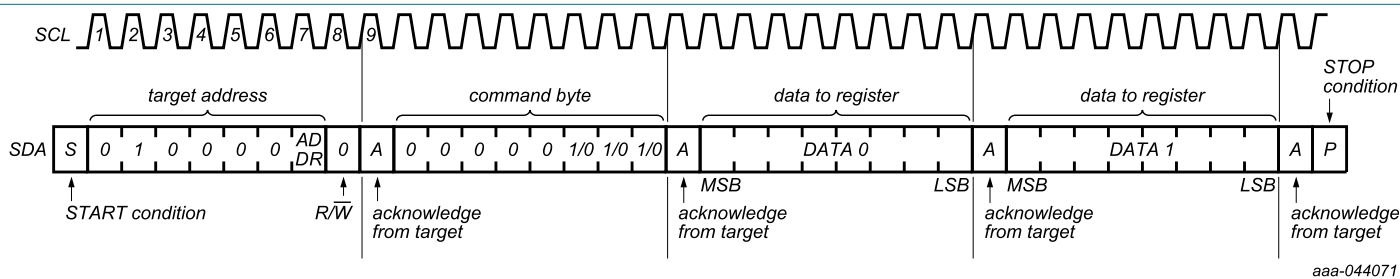 SCL 1 2 3 4 5 6 7 8 9
STOP
condition
target address command byte data to register data to register
SDA S 0 1 0 0 0 0 AD DR 0 A 0 0 0 0 0 1/0 1/0 1/0 A DATA 0 A DATA 1 A P
MSB LSB MSB LSB
START condition R/W̅ acknowledge from target acknowledge from target acknowledge from target acknowledge from target
aaa-044071